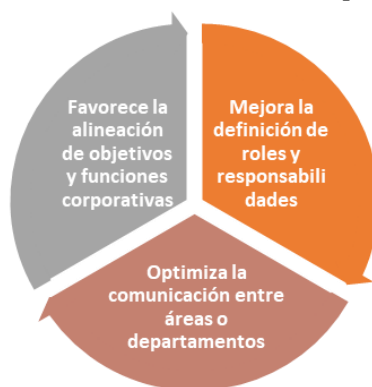 Favorece la
alineación
de objetivos
y funciones
corporativas
Mejora la
definición de
roles y
responsabili
dades
Optimiza la
comunicación entre
áreas o
departamentos